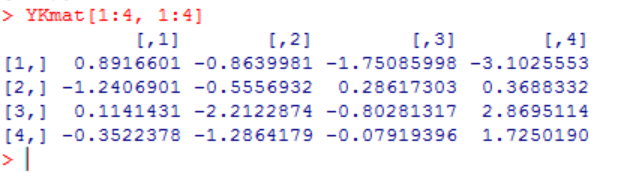 > YKmat[1:4, 1:4]
[,1] [,2] [,3] [,4]
[1,] 0.8916601 -0.8639981 -1.75085998 -3.1025553
[2,] -1.2406901 -0.5556932 0.28617303 0.3688332
[3,] 0.1141431 -2.2122874 -0.80281317 2.8695114
[4,] -0.3522378 -1.2864179 -0.07919396 1.7250190
>